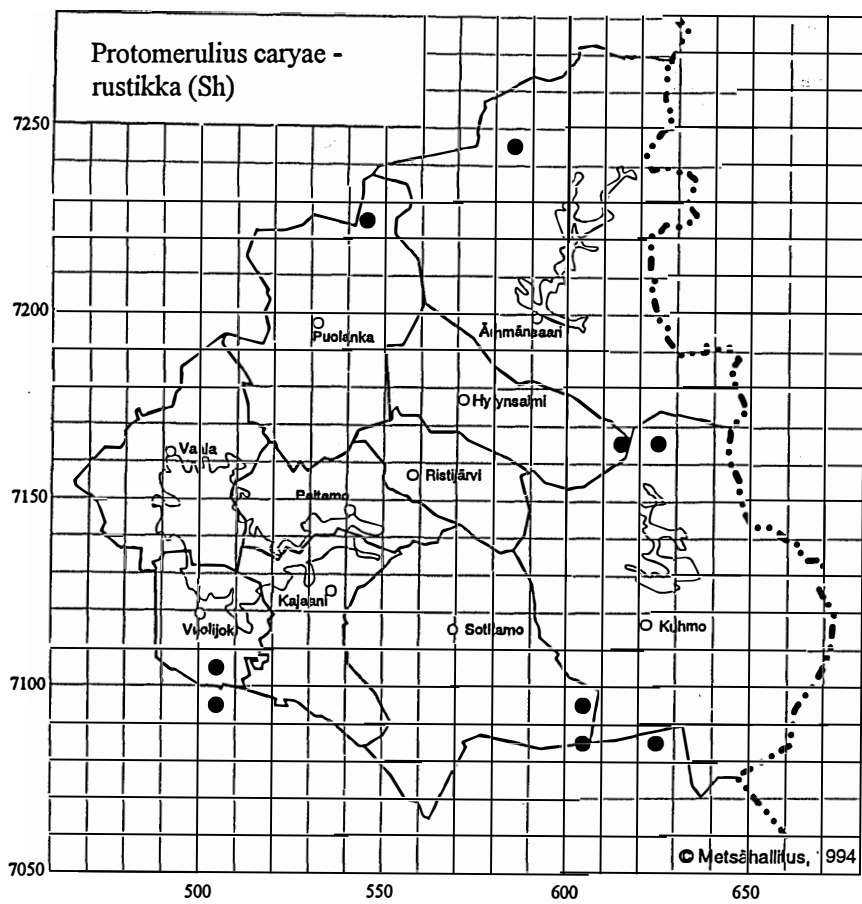 Protomerulius caryae -
rustikka (Sh)
7250
7200
Puolanka
Ämmänsaari
Hyrynsalmi
Vaala
Ristijärvi
7150
Paltamo
Kajaani
Vuolijoki
Sotkamo
Kuhmo
7100
© Metsähallitus, 1994
7050
500
550
600
650